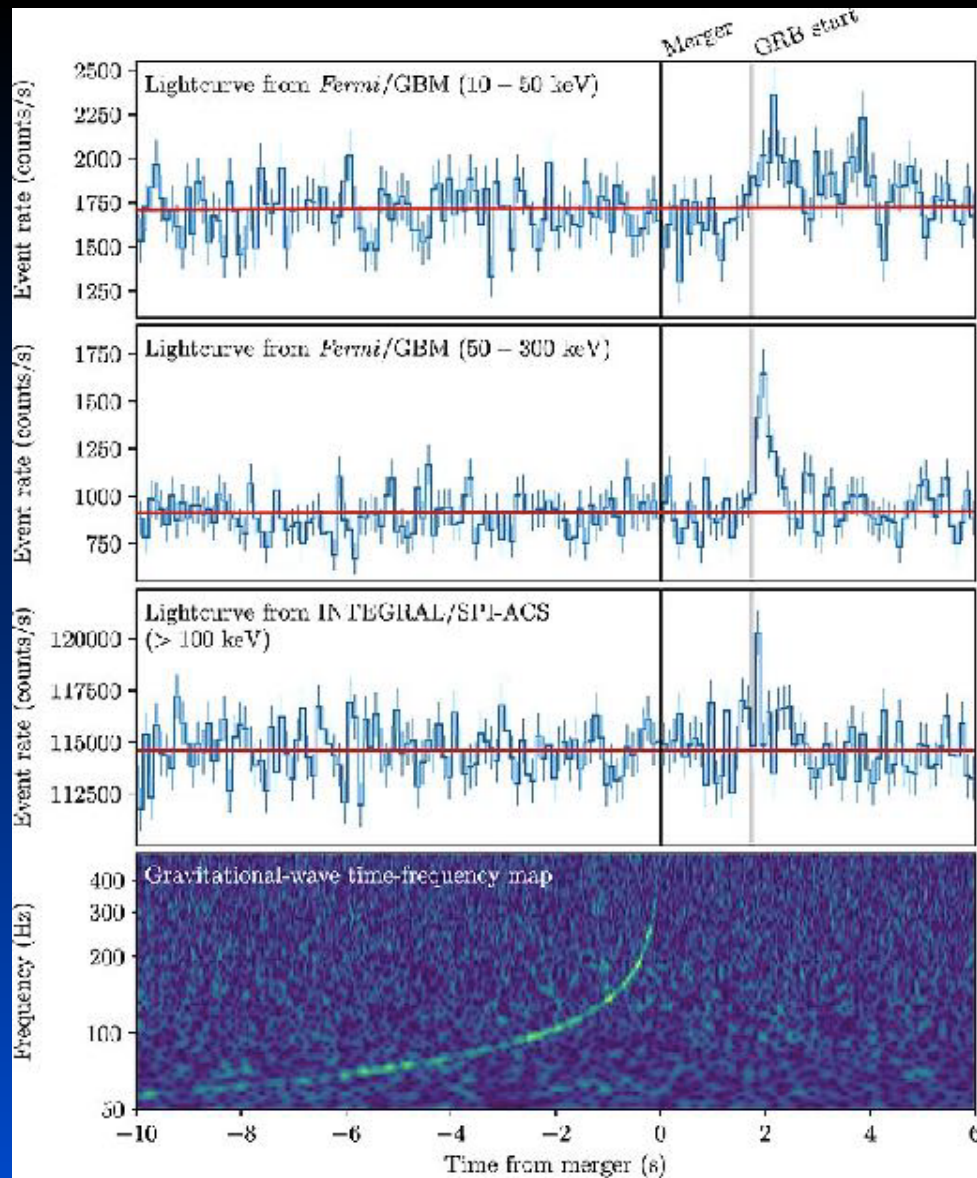 Merger
GRB start
Lightcurve from Fermi/GBM (10 – 50 keV)
Event rate (counts/s)
2500
2250
2000
1750
1500
1250
Lightcurve from Fermi/GBM (50 – 300 keV)
Event rate (counts/s)
1750
1500
1250
1000
750
Lightcurve from INTEGRAL/SPI-ACS
(> 100 keV)
Event rate (counts/s)
120000
117500
115000
112500
Gravitational-wave time-frequency map
Frequency (Hz)
400
300
200
100
50
−10 −8 −6 −4 −2 0 2 4 6
Time from merger (s)